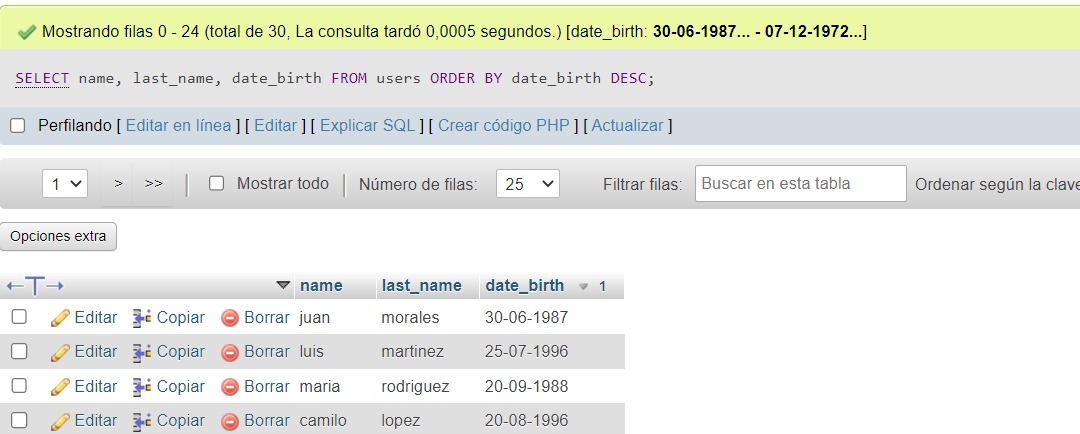 Mostrando filas 0 - 24 (total de 30, La consulta tardó 0,0005 segundos.) [date_birth: 30-06-1987... - 07-12-1972...]
SELECT name, last_name, date_birth FROM users ORDER BY date_birth DESC;
Perfilando [ Editar en línea ] [ Editar ] [ Explicar SQL ] [ Crear código PHP ] [ Actualizar ]
1 > >> Mostrar todo Número de filas: 25 Filtrar filas: Buscar en esta tabla Ordenar según la clave
Opciones extra
name last_name date_birth 1
Editar Copiar Borrar juan morales 30-06-1987
Editar Copiar Borrar luis martinez 25-07-1996
Editar Copiar Borrar maria rodriguez 20-09-1988
Editar Copiar Borrar camilo lopez 20-08-1996